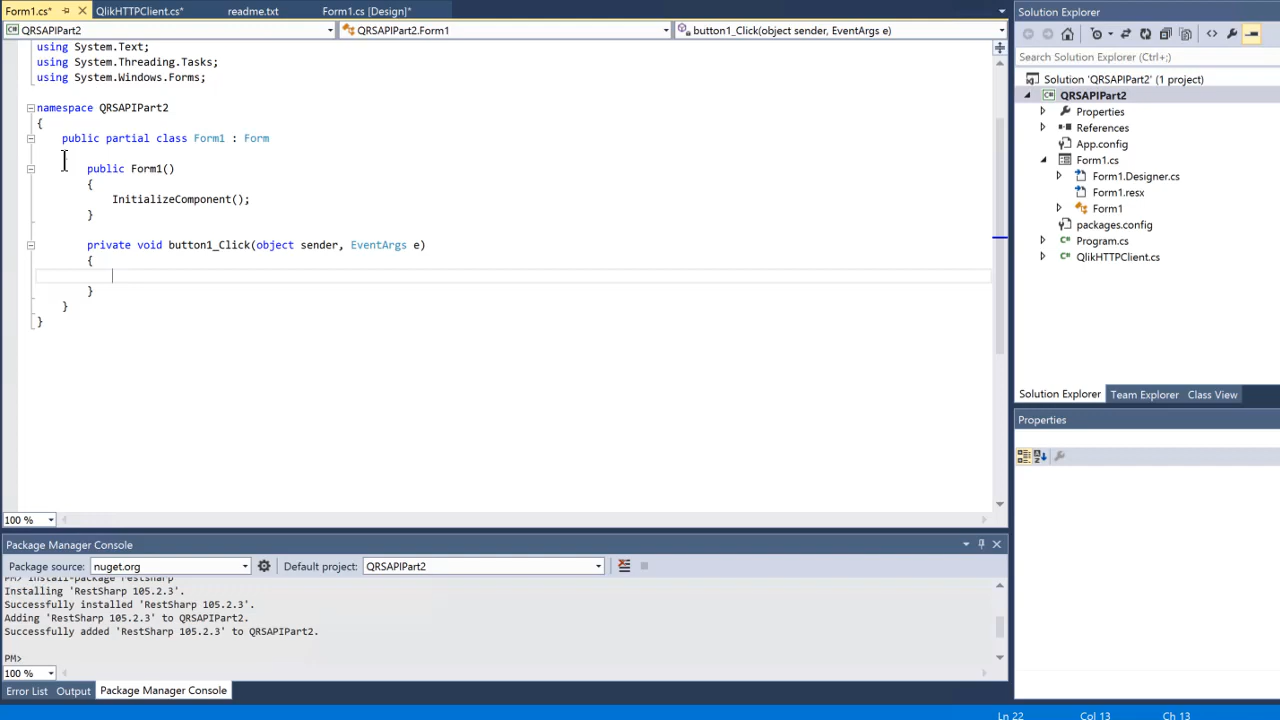 Form1.cs* QlikHTTPClient.cs* readme.txt Form1.cs [Design]*
QRSAPIPart2 QRSAPIPart2.Form1 button1_Click(object sender, EventArgs e)
using System.Text;
using System.Threading.Tasks;
using System.Windows.Forms;
namespace QRSAPIPart2
{
public partial class Form1 : Form
public Form1()
{
InitializeComponent();
}
private void button1_Click(object sender, EventArgs e)
{
}
}
}
100 %
Package Manager Console
Package source: nuget.org Default project: QRSAPIPart2
PM> install-package restsharp
Installing 'RestSharp 105.2.3'.
Successfully installed 'RestSharp 105.2.3'.
Adding 'RestSharp 105.2.3' to QRSAPIPart2.
Successfully added 'RestSharp 105.2.3' to QRSAPIPart2.
PM>
100 %
Error List Output Package Manager Console
Solution Explorer
Search Solution Explorer (Ctrl+;)
Solution 'QRSAPIPart2' (1 project)
QRSAPIPart2
Properties
References
App.config
Form1.cs
Form1.Designer.cs
Form1.resx
Form1
packages.config
Program.cs
QlikHTTPClient.cs
Solution Explorer Team Explorer Class View
Properties
Ln 22 Col 13 Ch 13